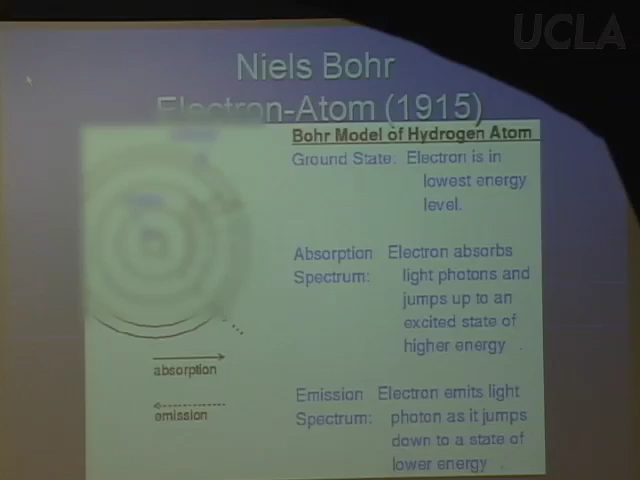 UCLA
Niels Bohr
Electron-Atom (1915)
Bohr Model of Hydrogen Atom
Ground State: Electron is in
lowest energy
level.
Absorption Electron absorbs
Spectrum: light photons and
jumps up to an
excited state of
higher energy .
absorption
emission
Emission Electron emits light
Spectrum: photon as it jumps
down to a state of
lower energy